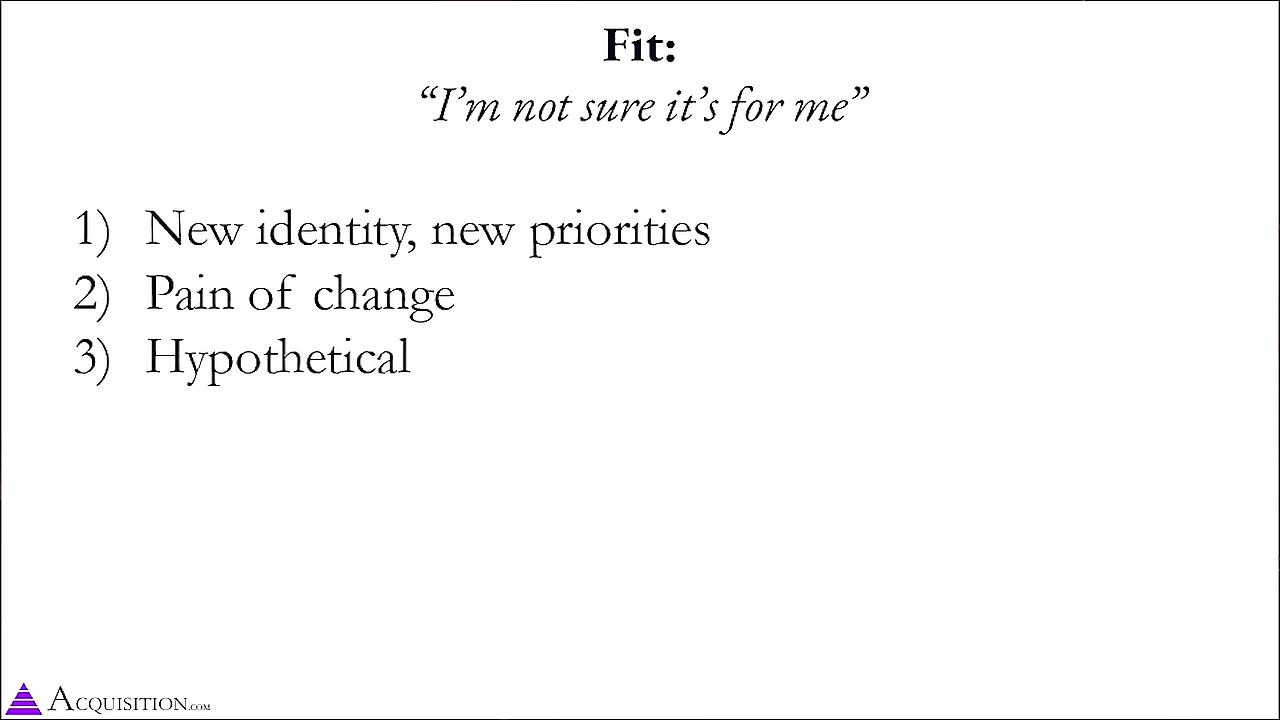 Fit:
“I’m not sure it’s for me”
1) New identity, new priorities
2) Pain of change
3) Hypothetical
ACQUISITION.COM